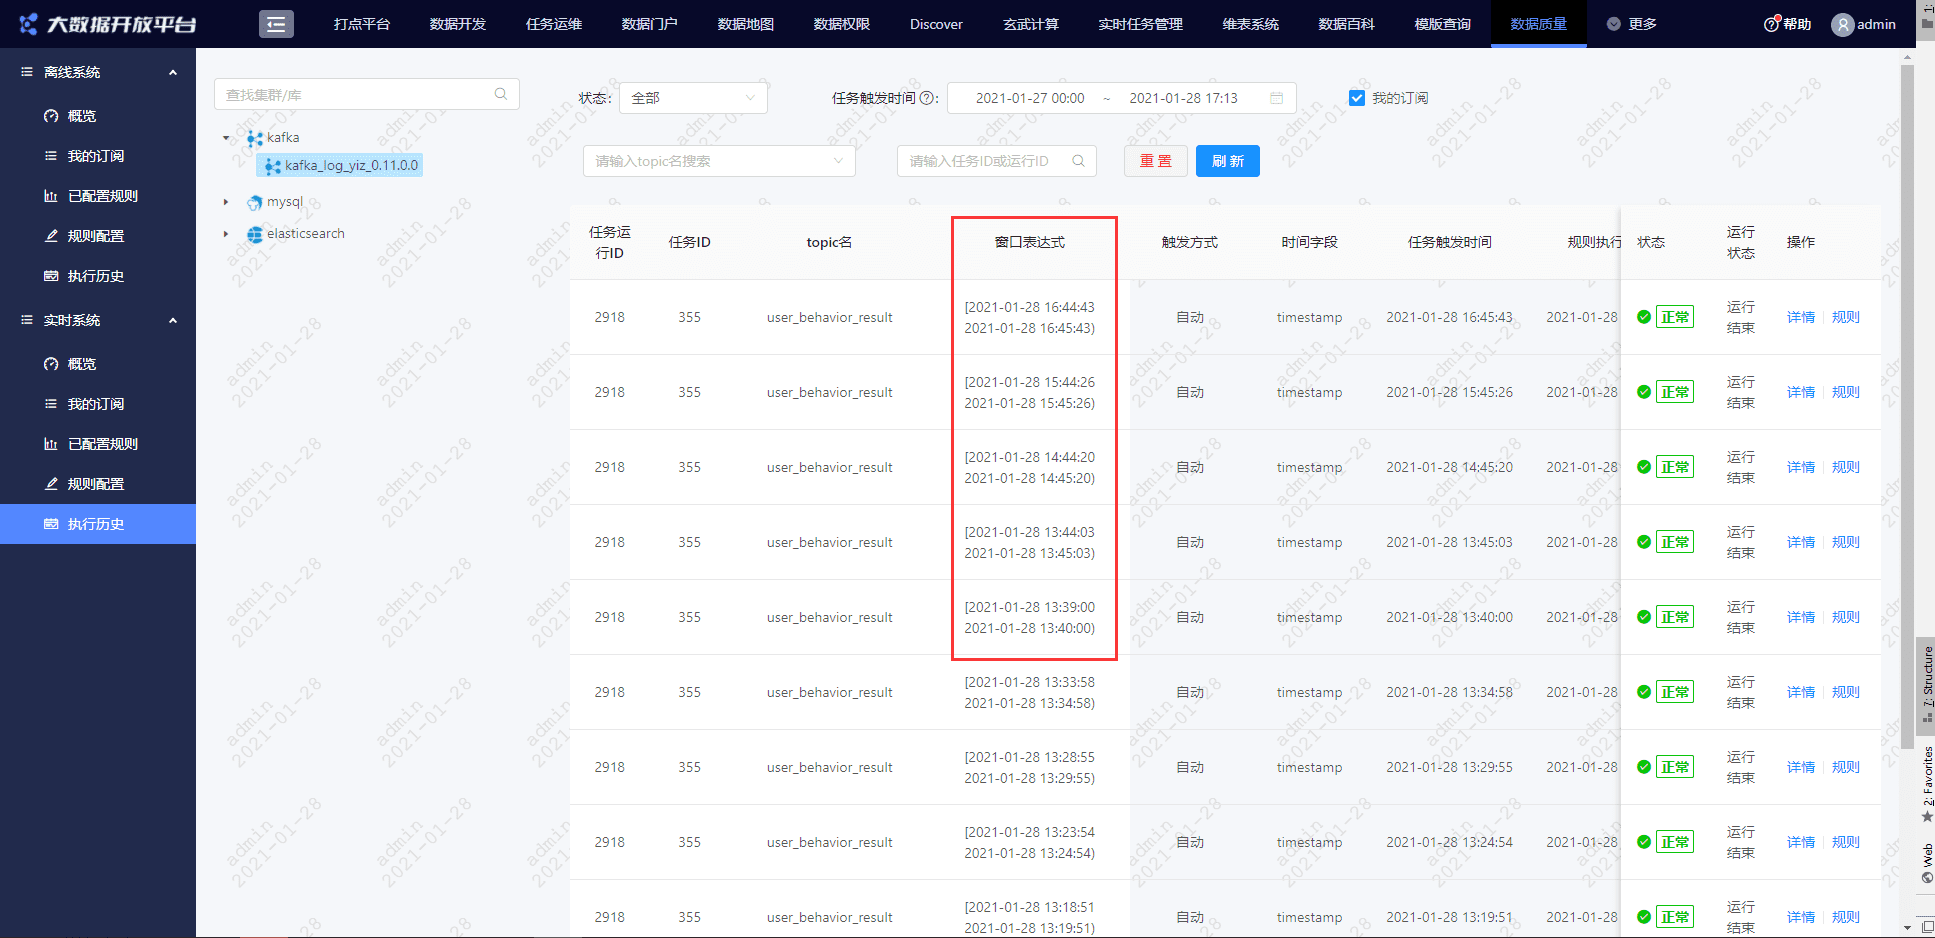 大数据开放平台
打点平台 数据开发 任务运维 数据门户 数据地图 数据权限 Discover 玄武计算 实时任务管理 维表系统 数据百科 模版查询 数据质量 更多
帮助 admin
离线系统
概览
我的订阅
已配置规则
规则配置
执行历史
实时系统
概览
我的订阅
已配置规则
规则配置
执行历史
查找集群/库
kafka
kafka_log_yiz_0.11.0.0
mysql
elasticsearch
状态: 全部 任务触发时间 : 2021-01-27 00:00 ~ 2021-01-28 17:13 我的订阅
请输入topic名搜索 请输入任务ID或运行ID 重 置 刷 新
任务运行ID 任务ID topic名 窗口表达式 触发方式 时间字段 任务触发时间 规则执行 状态 运行状态 操作
2918 355 user_behavior_result [2021-01-28 16:44:43 2021-01-28 16:45:43) 自动 timestamp 2021-01-28 16:45:43 2021-01-28 正常 运行结束 详情 规则
2918 355 user_behavior_result [2021-01-28 15:44:26 2021-01-28 15:45:26) 自动 timestamp 2021-01-28 15:45:26 2021-01-28 正常 运行结束 详情 规则
2918 355 user_behavior_result [2021-01-28 14:44:20 2021-01-28 14:45:20) 自动 timestamp 2021-01-28 14:45:20 2021-01-28 正常 运行结束 详情 规则
2918 355 user_behavior_result [2021-01-28 13:44:03 2021-01-28 13:45:03) 自动 timestamp 2021-01-28 13:45:03 2021-01-28 正常 运行结束 详情 规则
2918 355 user_behavior_result [2021-01-28 13:39:00 2021-01-28 13:40:00) 自动 timestamp 2021-01-28 13:40:00 2021-01-28 正常 运行结束 详情 规则
2918 355 user_behavior_result [2021-01-28 13:33:58 2021-01-28 13:34:58) 自动 timestamp 2021-01-28 13:34:58 2021-01-28 正常 运行结束 详情 规则
2918 355 user_behavior_result [2021-01-28 13:28:55 2021-01-28 13:29:55) 自动 timestamp 2021-01-28 13:29:55 2021-01-28 正常 运行结束 详情 规则
2918 355 user_behavior_result [2021-01-28 13:23:54 2021-01-28 13:24:54) 自动 timestamp 2021-01-28 13:24:54 2021-01-28 正常 运行结束 详情 规则
2918 355 user_behavior_result [2021-01-28 13:18:51 2021-01-28 13:19:51) 自动 timestamp 2021-01-28 13:19:51 2021-01-28 正常 运行结束 详情 规则
admin
2021-01-28
7: Structure
2: Favorites
Web